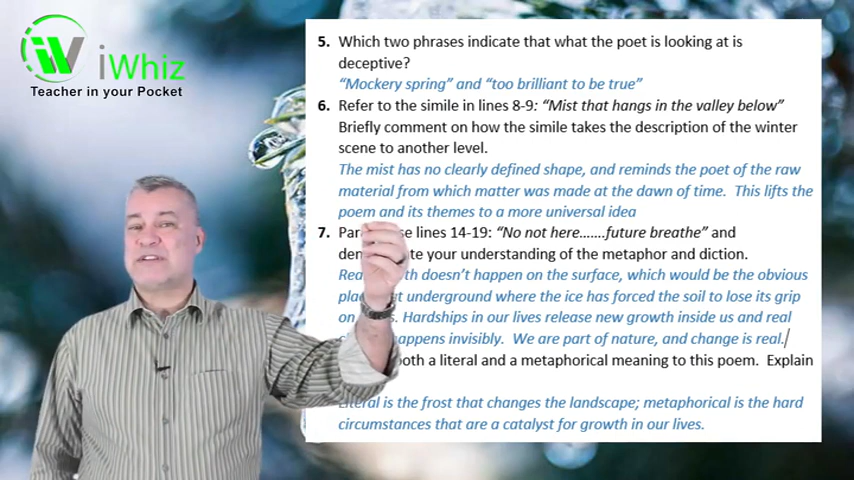 iWhiz
Teacher in your Pocket
5. Which two phrases indicate that what the poet is looking at is
deceptive?
“Mockery spring” and “too brilliant to be true”
6. Refer to the simile in lines 8-9: “Mist that hangs in the valley below”
Briefly comment on how the simile takes the description of the winter
scene to another level.
The mist has no clearly defined shape, and reminds the poet of the raw
material from which matter was made at the dawn of time. This lifts the
poem and its themes to a more universal idea
7. lines 14-19: “No not here.......future breathe” and
your understanding of the metaphor and diction.
doesn’t happen on the surface, which would be the obvious
underground where the ice has forced the soil to lose its grip
on Hardships in our lives release new growth inside us and real
happens invisibly. We are part of nature, and change is real.
both a literal and a metaphorical meaning to this poem. Explain
Literal is the frost that changes the landscape; metaphorical is the hard
circumstances that are a catalyst for growth in our lives.